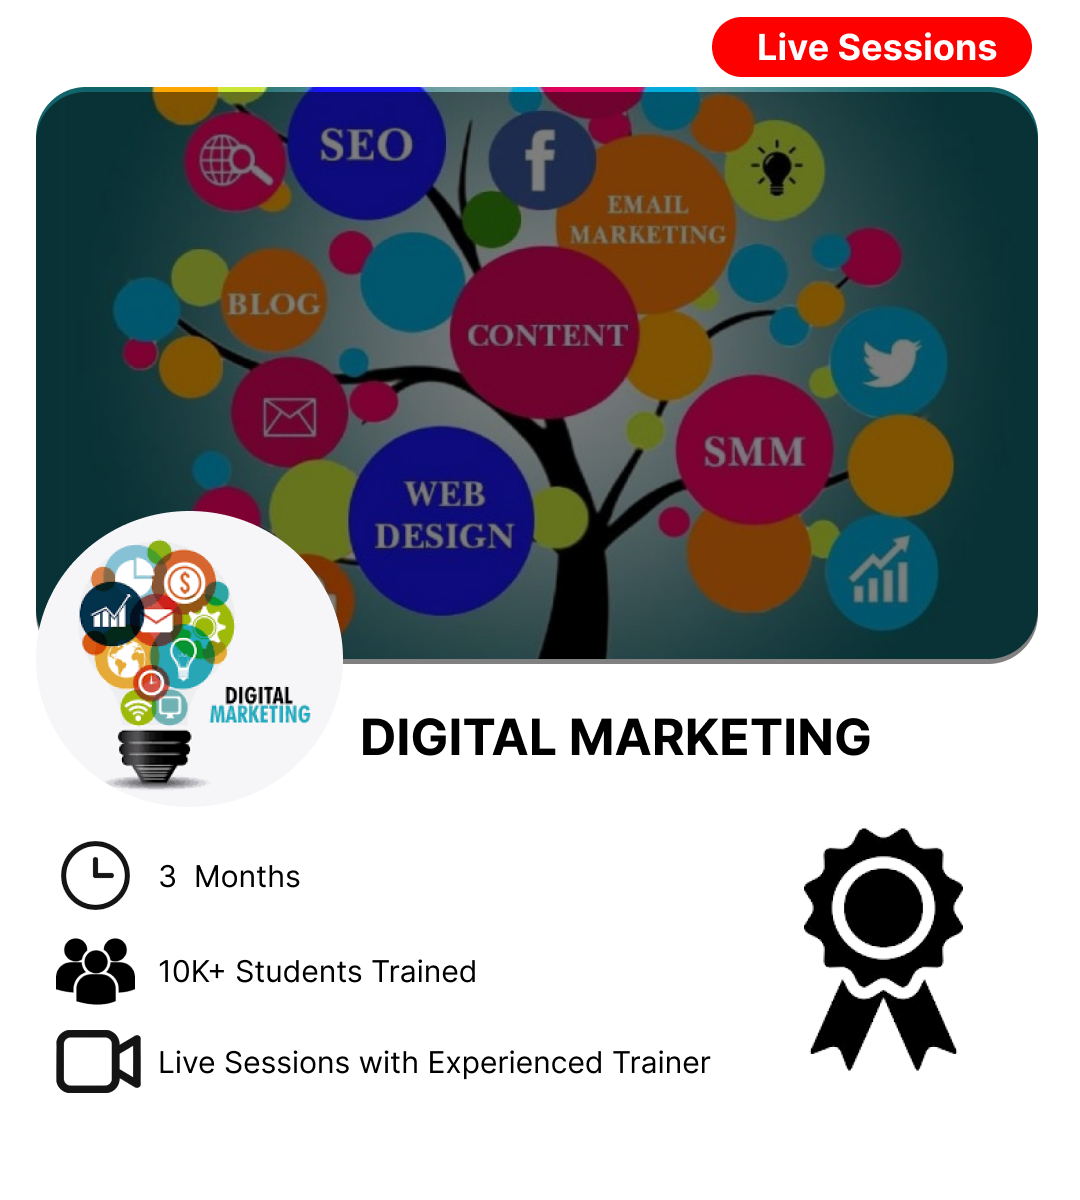 Live Sessions
SEO
f
EMAIL
MARKETING
BLOG
CONTENT
SMM
WEB
DESIGN
$
DIGITAL
MARKETING
DIGITAL MARKETING
3 Months
10K+ Students Trained
Live Sessions with Experienced Trainer